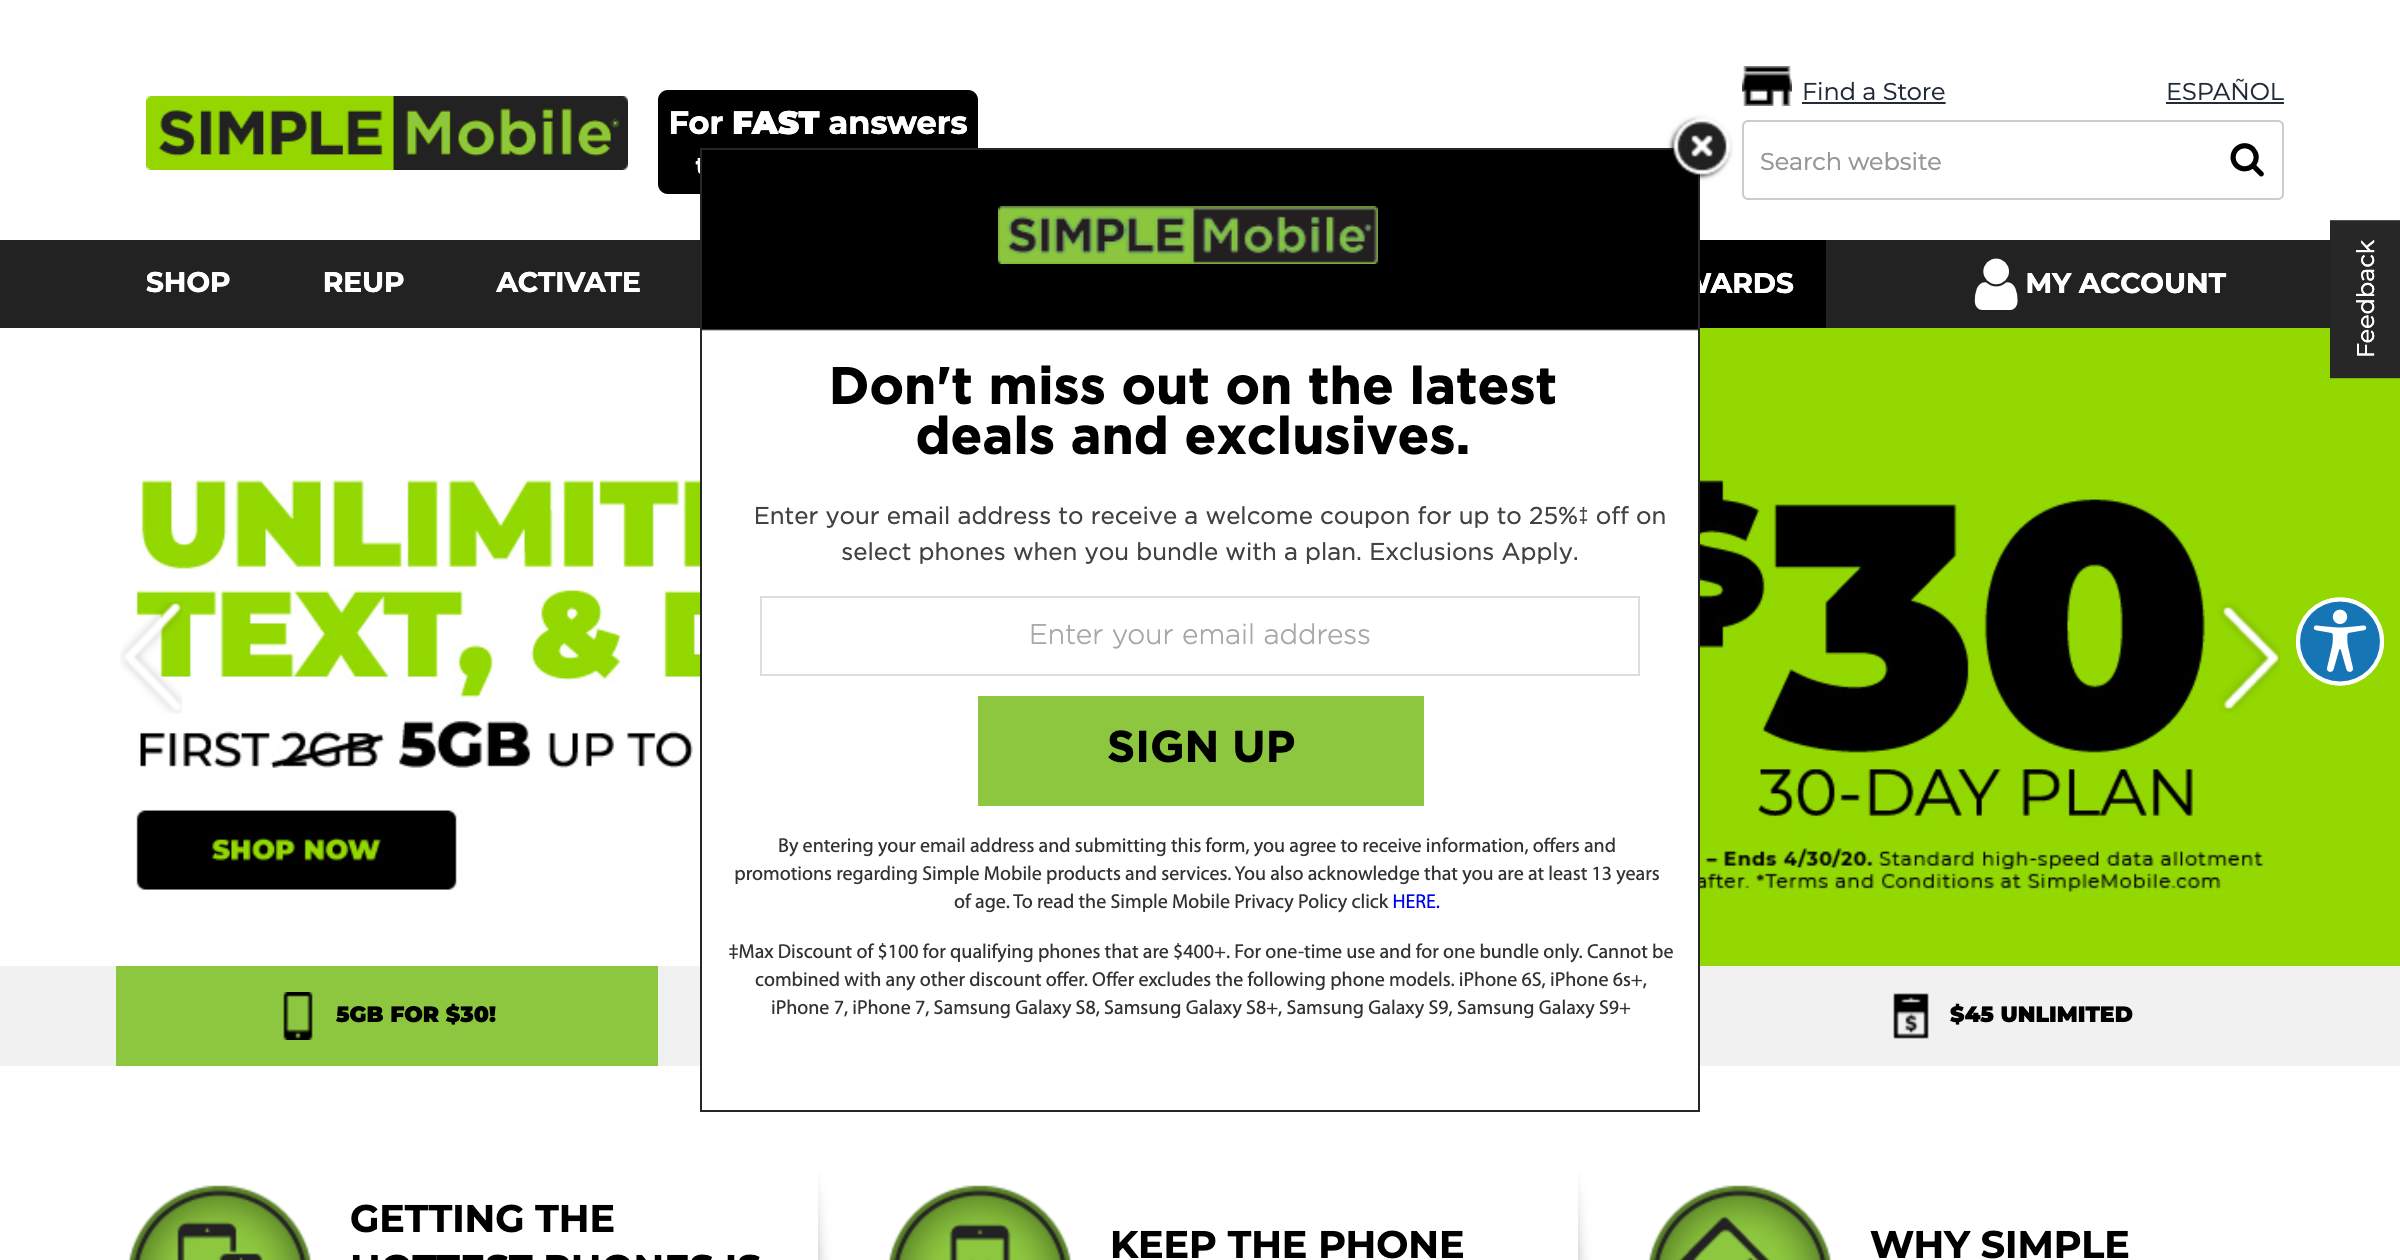 SIMPLE Mobile
For FAST answers
Find a Store
ESPAÑOL
Search website
SHOP
REUP
ACTIVATE
MY ACCOUNT
Feedback
SIMPLE Mobile
Don't miss out on the latest
deals and exclusives.
Enter your email address to receive a welcome coupon for up to 25%‡ off on
select phones when you bundle with a plan. Exclusions Apply.
Enter your email address
SIGN UP
By entering your email address and submitting this form, you agree to receive information, offers and
promotions regarding Simple Mobile products and services. You also acknowledge that you are at least 13 years
of age. To read the Simple Mobile Privacy Policy click HERE.
‡Max Discount of $100 for qualifying phones that are $400+. For one-time use and for one bundle only. Cannot be
combined with any other discount offer. Offer excludes the following phone models. iPhone 6S, iPhone 6s+,
iPhone 7, iPhone 7, Samsung Galaxy S8, Samsung Galaxy S8+, Samsung Galaxy S9, Samsung Galaxy S9+
TEXT, &
FIRST 2GB 5GB UP TO
SHOP NOW
$30
30-DAY PLAN
– Ends 4/30/20. Standard high-speed data allotment
after. *Terms and Conditions at SimpleMobile.com
5GB FOR $30!
$45 UNLIMITED
GETTING THE
HOTTEST PHONES IS
KEEP THE PHONE
WHY SIMPLE